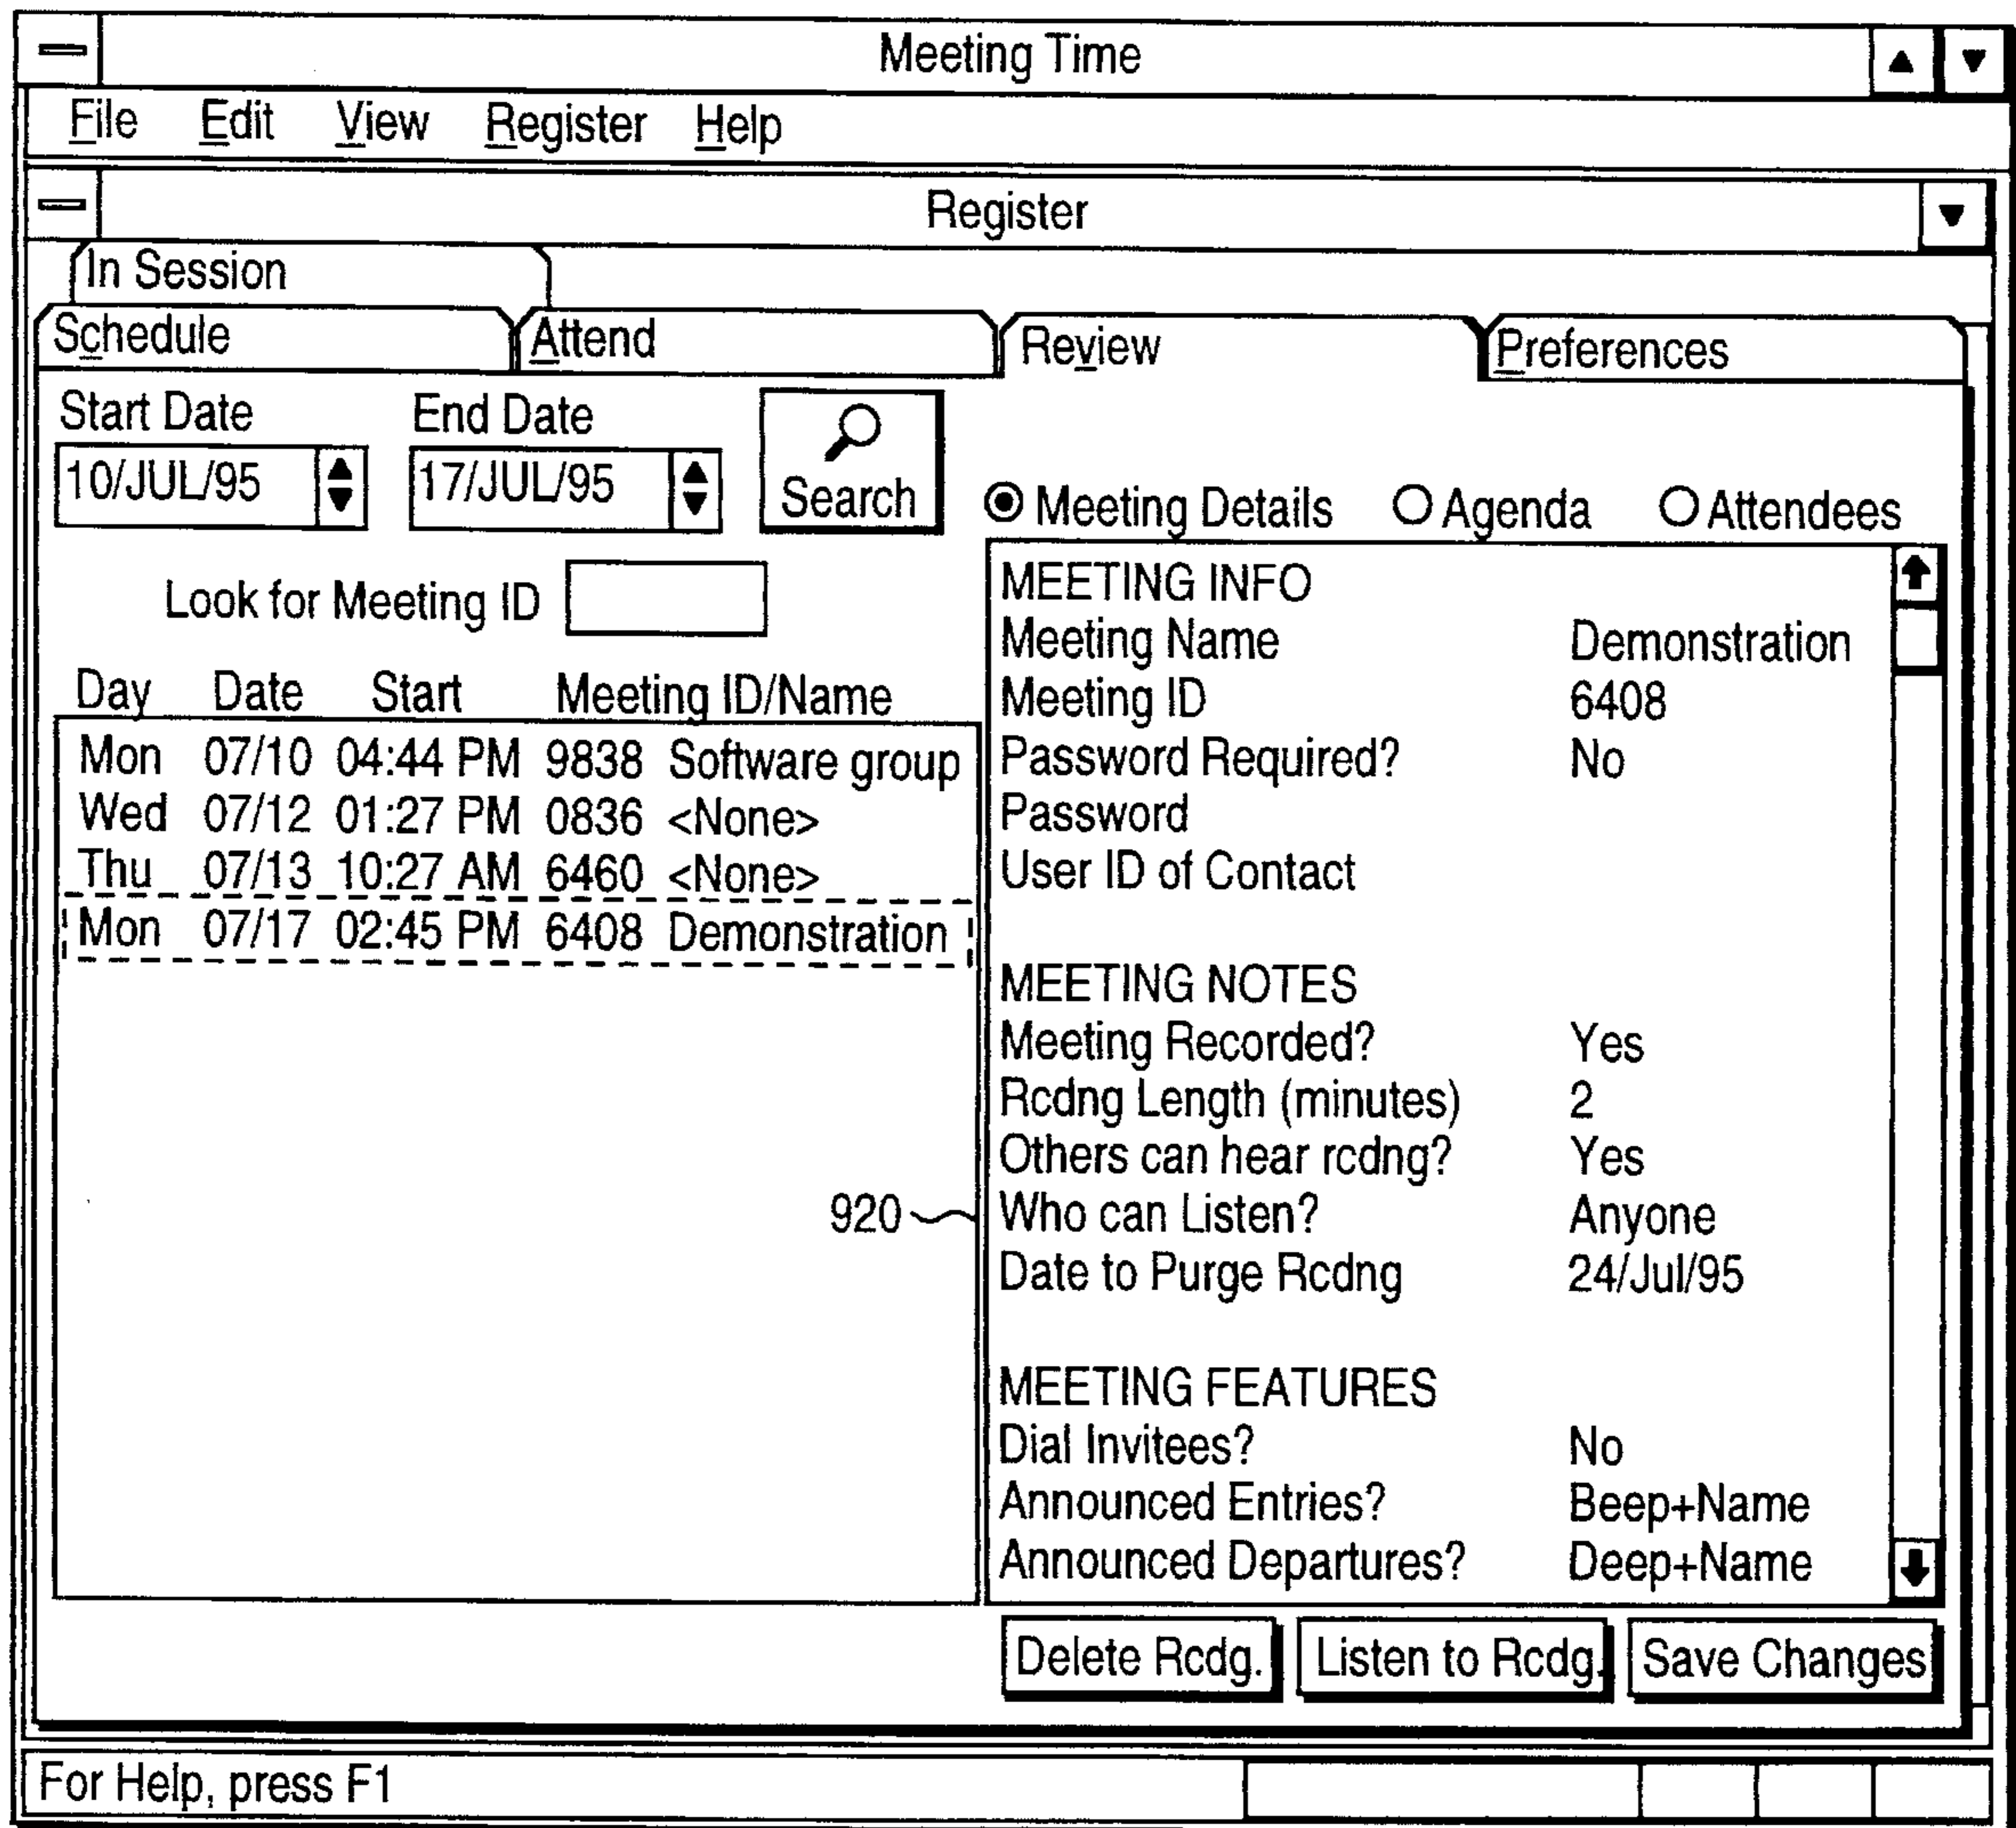 Meeting Time
File Edit View Register Help
Register
In Session
Schedule Attend Review Preferences
Start Date End Date
10/JUL/95 17/JUL/95 Search
Look for Meeting ID
Day Date Start Meeting ID/Name
Mon 07/10 04:44 PM 9838 Software group
Wed 07/12 01:27 PM 0836 <None>
Thu 07/13 10:27 AM 6460 <None>
Mon 07/17 02:45 PM 6408 Demonstration
920
Meeting Details Agenda Attendees
MEETING INFO
Meeting Name Demonstration
Meeting ID 6408
Password Required? No
Password
User ID of Contact
MEETING NOTES
Meeting Recorded? Yes
Rcdng Length (minutes) 2
Others can hear rcdng? Yes
Who can Listen? Anyone
Date to Purge Rcdng 24/Jul/95
MEETING FEATURES
Dial Invitees? No
Announced Entries? Beep+Name
Announced Departures? Deep+Name
Delete Rcdg. Listen to Rcdg. Save Changes
For Help, press F1